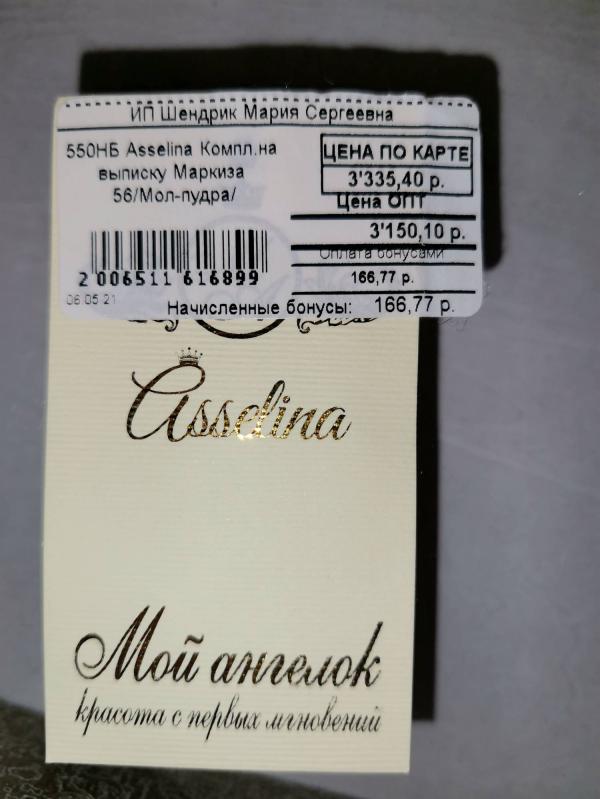 ИП Шендрик Мария Сергеевна
550НБ Asselina Компл.на
выписку Маркиза
56/Мол-пудра/
ЦЕНА ПО КАРТЕ
3'335,40 р.
Цена ОПТ
3'150,10 р.
Оплата бонусами
166,77 р.
2 006511 616899
06 05 21
Начисленные бонусы: 166,77 р.
Asselina
Мой ангелок
красота с первых мгновений